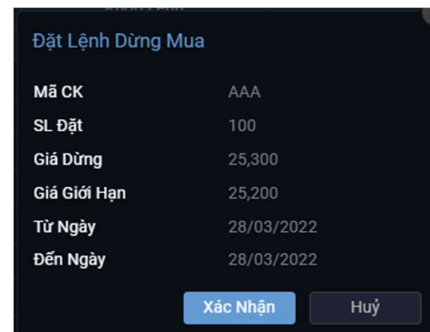 Đặt Lệnh Dừng Mua
Mã CK AAA
SL Đặt 100
Giá Dừng 25,300
Giá Giới Hạn 25,200
Từ Ngày 28/03/2022
Đến Ngày 28/03/2022
Xác Nhận Huỷ